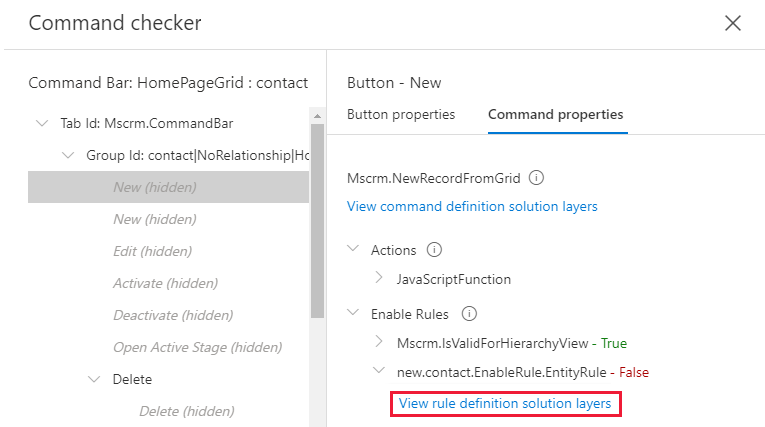 Command checker
Command Bar: HomePageGrid : contact
Tab Id: Mscrm.CommandBar
Group Id: contact|NoRelationship|Ho
New (hidden)
New (hidden)
Edit (hidden)
Activate (hidden)
Deactivate (hidden)
Open Active Stage (hidden)
Delete
Delete (hidden)
Button - New
Button properties
Command properties
Mscrm.NewRecordFromGrid
View command definition solution layers
Actions
JavaScriptFunction
Enable Rules
Mscrm.IsValidForHierarchyView - True
new.contact.EnableRule.EntityRule - False
View rule definition solution layers